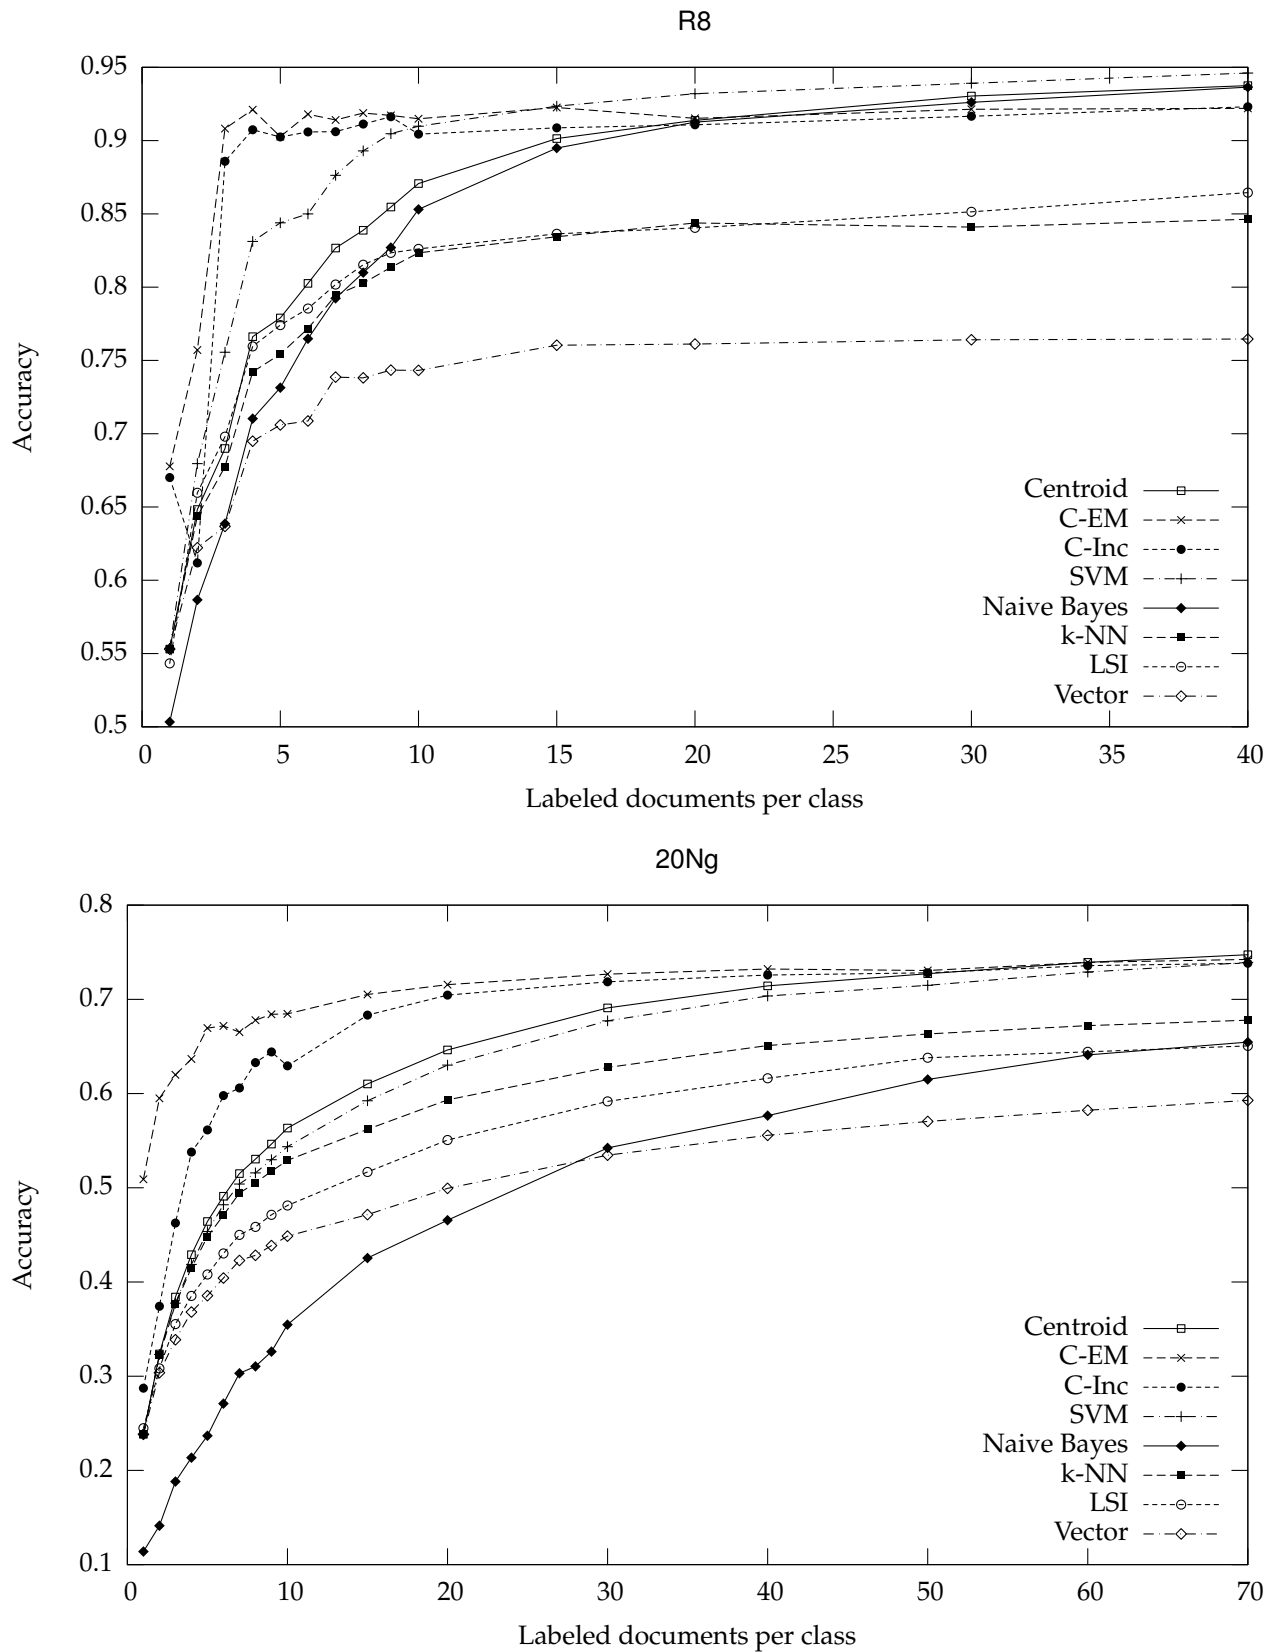 R8
0.95
0.9
0.85
0.8
0.75
0.7
0.65
0.6
0.55
0.5
Accuracy
Centroid
C-EM
C-Inc
SVM
Naive Bayes
k-NN
LSI
Vector
0 5 10 15 20 25 30 35 40
Labeled documents per class
20Ng
0.8
0.7
0.6
0.5
0.4
0.3
0.2
0.1
Accuracy
Centroid
C-EM
C-Inc
SVM
Naive Bayes
k-NN
LSI
Vector
0 10 20 30 40 50 60 70
Labeled documents per class